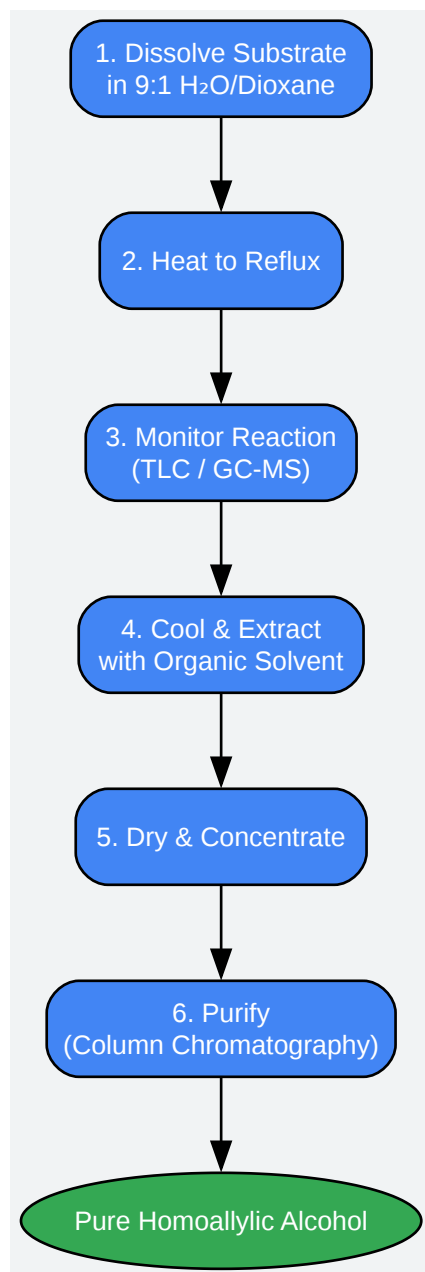 1. Dissolve Substrate
in 9:1 H₂O/Dioxane
2. Heat to Reflux
3. Monitor Reaction
(TLC / GC-MS)
4. Cool & Extract
with Organic Solvent
5. Dry & Concentrate
6. Purify
(Column Chromatography)
Pure Homoallylic Alcohol